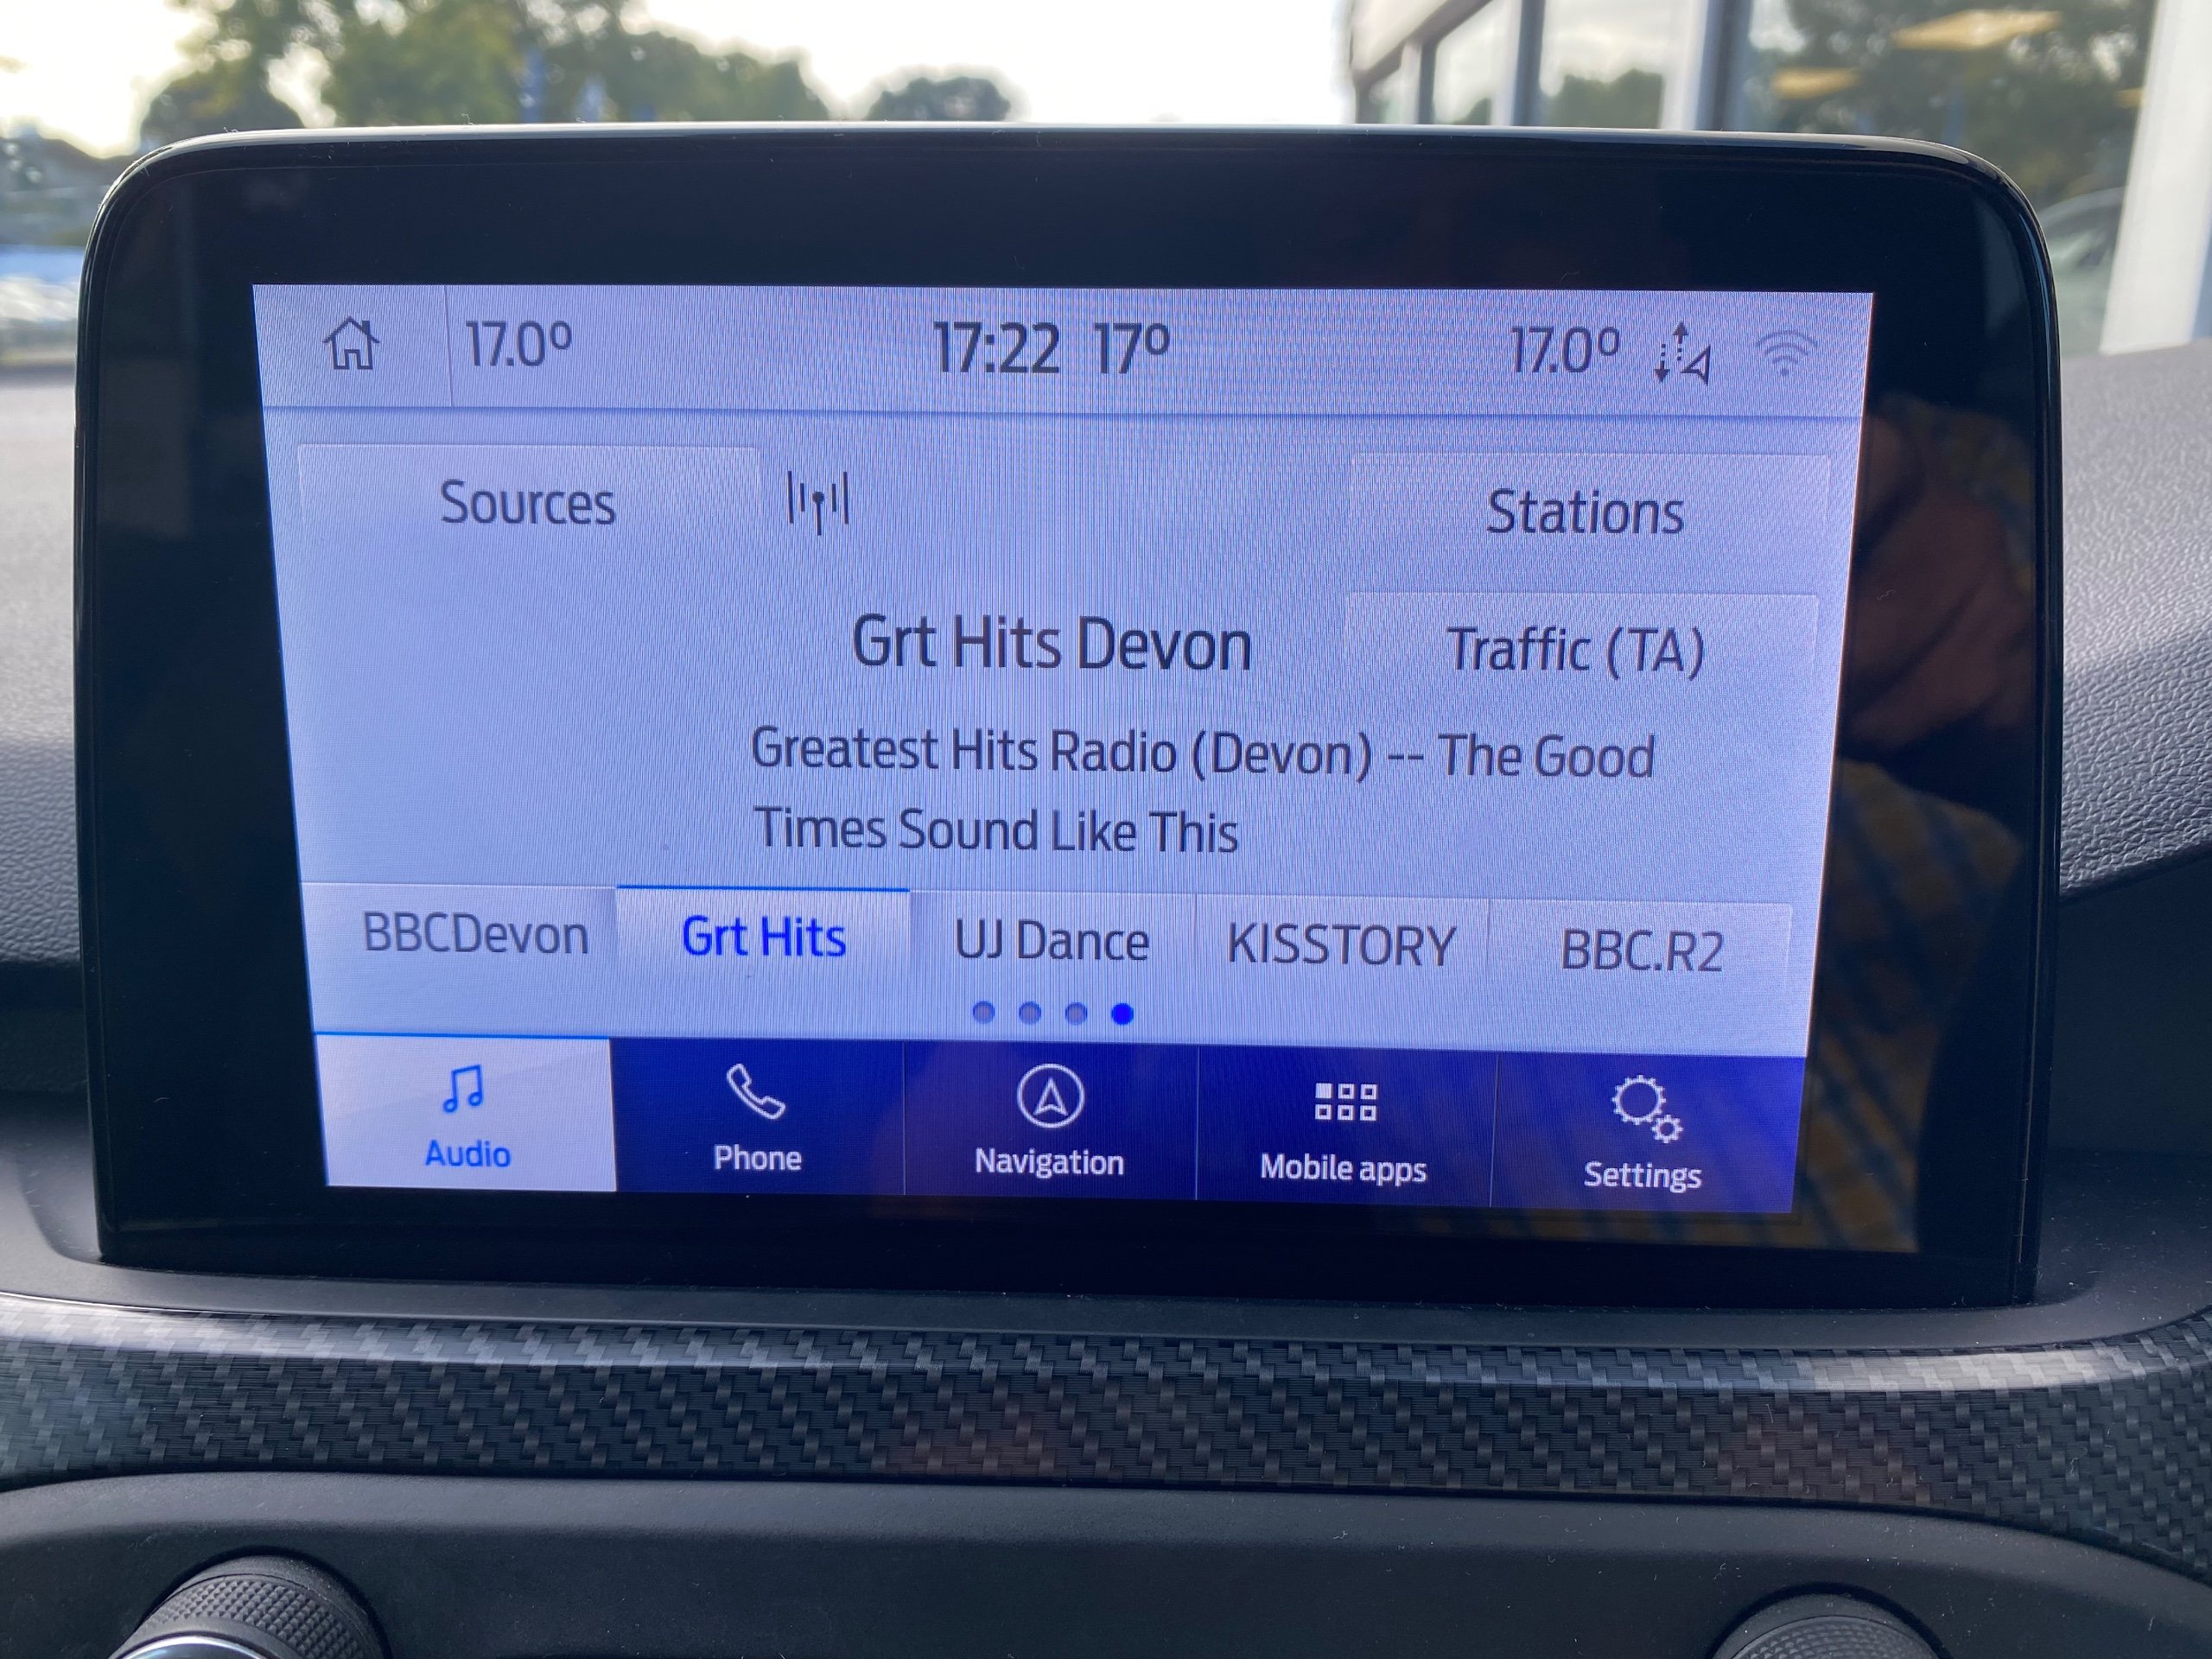 17.0° 17:22 17° 17.0°
Sources Stations
Grt Hits Devon Traffic (TA)
Greatest Hits Radio (Devon) -- The Good
Times Sound Like This
BBCDevon Grt Hits UJ Dance KISSTORY BBC.R2
Audio Phone Navigation Mobile apps Settings